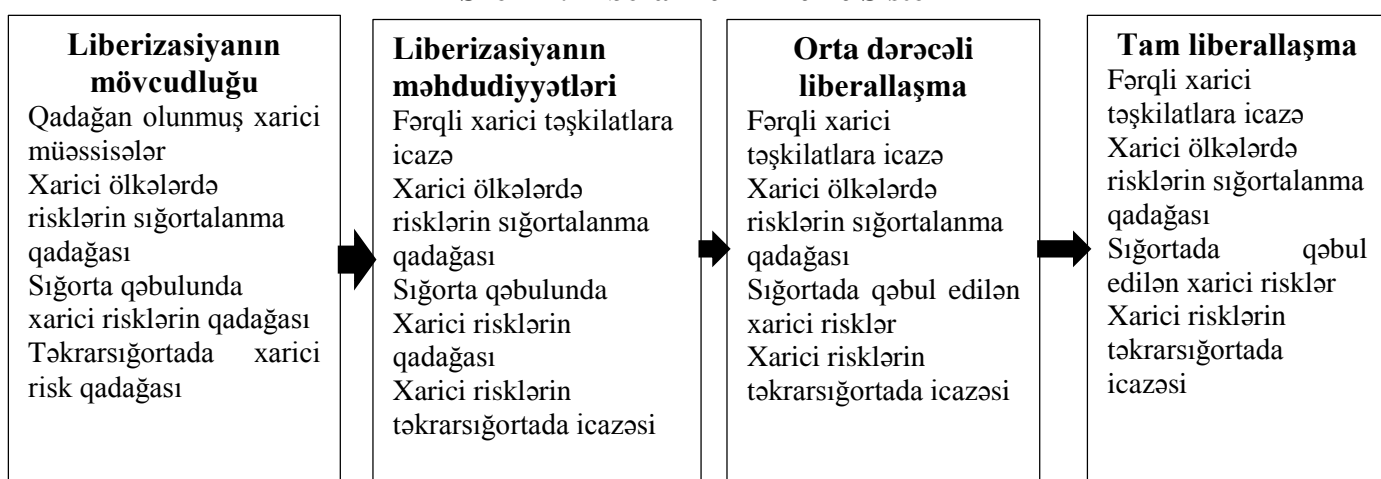 Liberizasiyanın
mövcudluğu
Qadağan olunmuş xarici
müəssisələr
Xarici ölkələrdə
risklərin sığortalanma
qadağası
Sığorta qəbulunda
xarici risklərin qadağası
Təkrarsığortada xarici
risk qadağası
Liberizasiyanın
məhdudiyyətləri
Fərqli xarici təşkilatlara
icazə
Xarici ölkələrdə
risklərin sığortalanma
qadağası
Sığorta qəbulunda
Xarici risklərin
qadağası
Xarici risklərin
təkrarsığortada icazəsi
Orta dərəcəli
liberallaşma
Fərqli xarici
təşkilatlara icazə
Xarici ölkələrdə
risklərin sığortalanma
qadağası
Sığortada qəbul edilən
xarici risklər
Xarici risklərin
təkrarsığortada icazəsi
Tam liberallaşma
Fərqli xarici
təşkilatlara icazə
Xarici ölkələrdə
risklərin sığortalanma
qadağası
Sığortada qəbul
edilən xarici risklər
Xarici risklərin
təkrarsığortada
icazəsi